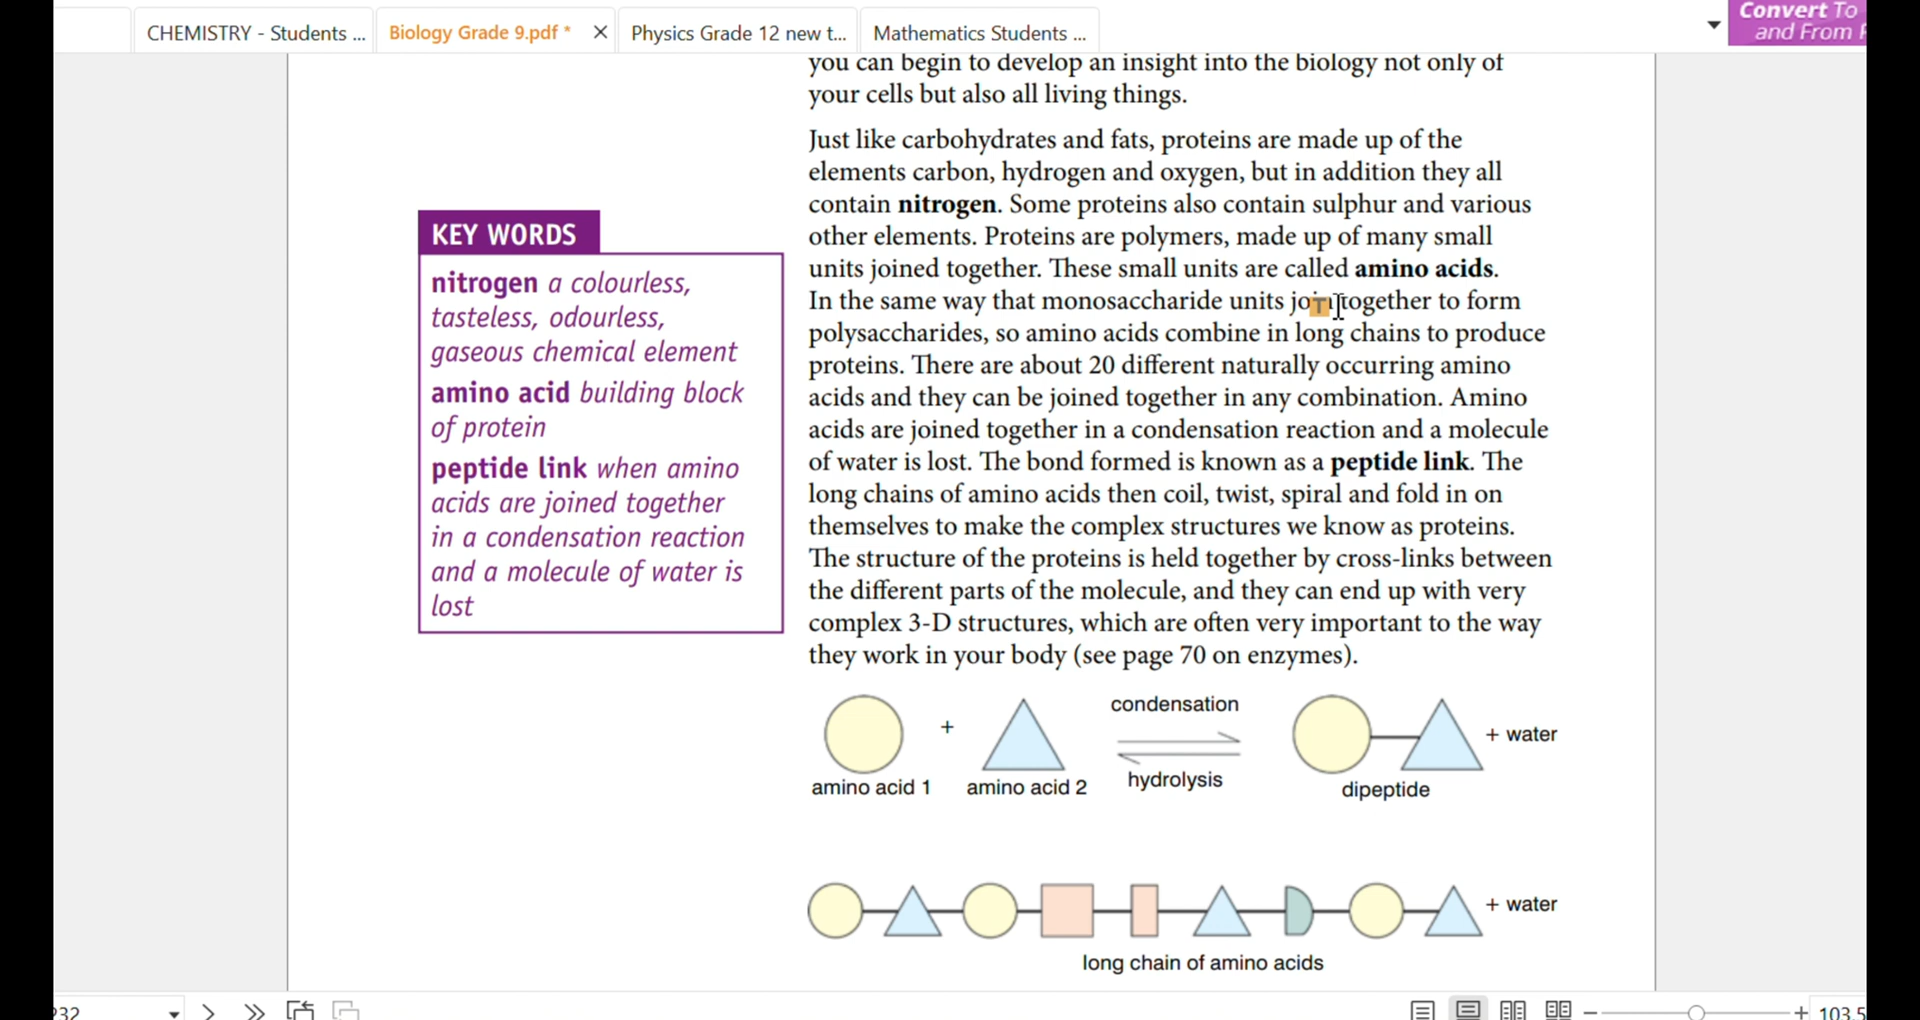 CHEMISTRY - Students ...
Biology Grade 9.pdf *
Physics Grade 12 new t...
Mathematics Students ...
Convert To
and From
you can begin to develop an insight into the biology not only of
your cells but also all living things.
Just like carbohydrates and fats, proteins are made up of the
elements carbon, hydrogen and oxygen, but in addition they all
contain nitrogen. Some proteins also contain sulphur and various
other elements. Proteins are polymers, made up of many small
units joined together. These small units are called amino acids.
In the same way that monosaccharide units join together to form
polysaccharides, so amino acids combine in long chains to produce
proteins. There are about 20 different naturally occurring amino
acids and they can be joined together in any combination. Amino
acids are joined together in a condensation reaction and a molecule
of water is lost. The bond formed is known as a peptide link. The
long chains of amino acids then coil, twist, spiral and fold in on
themselves to make the complex structures we know as proteins.
The structure of the proteins is held together by cross-links between
the different parts of the molecule, and they can end up with very
complex 3-D structures, which are often very important to the way
they work in your body (see page 70 on enzymes).
KEY WORDS
nitrogen a colourless,
tasteless, odourless,
gaseous chemical element
amino acid building block
of protein
peptide link when amino
acids are joined together
in a condensation reaction
and a molecule of water is
lost
amino acid 1
+
amino acid 2
condensation
hydrolysis
dipeptide
+ water
+ water
long chain of amino acids
103.5